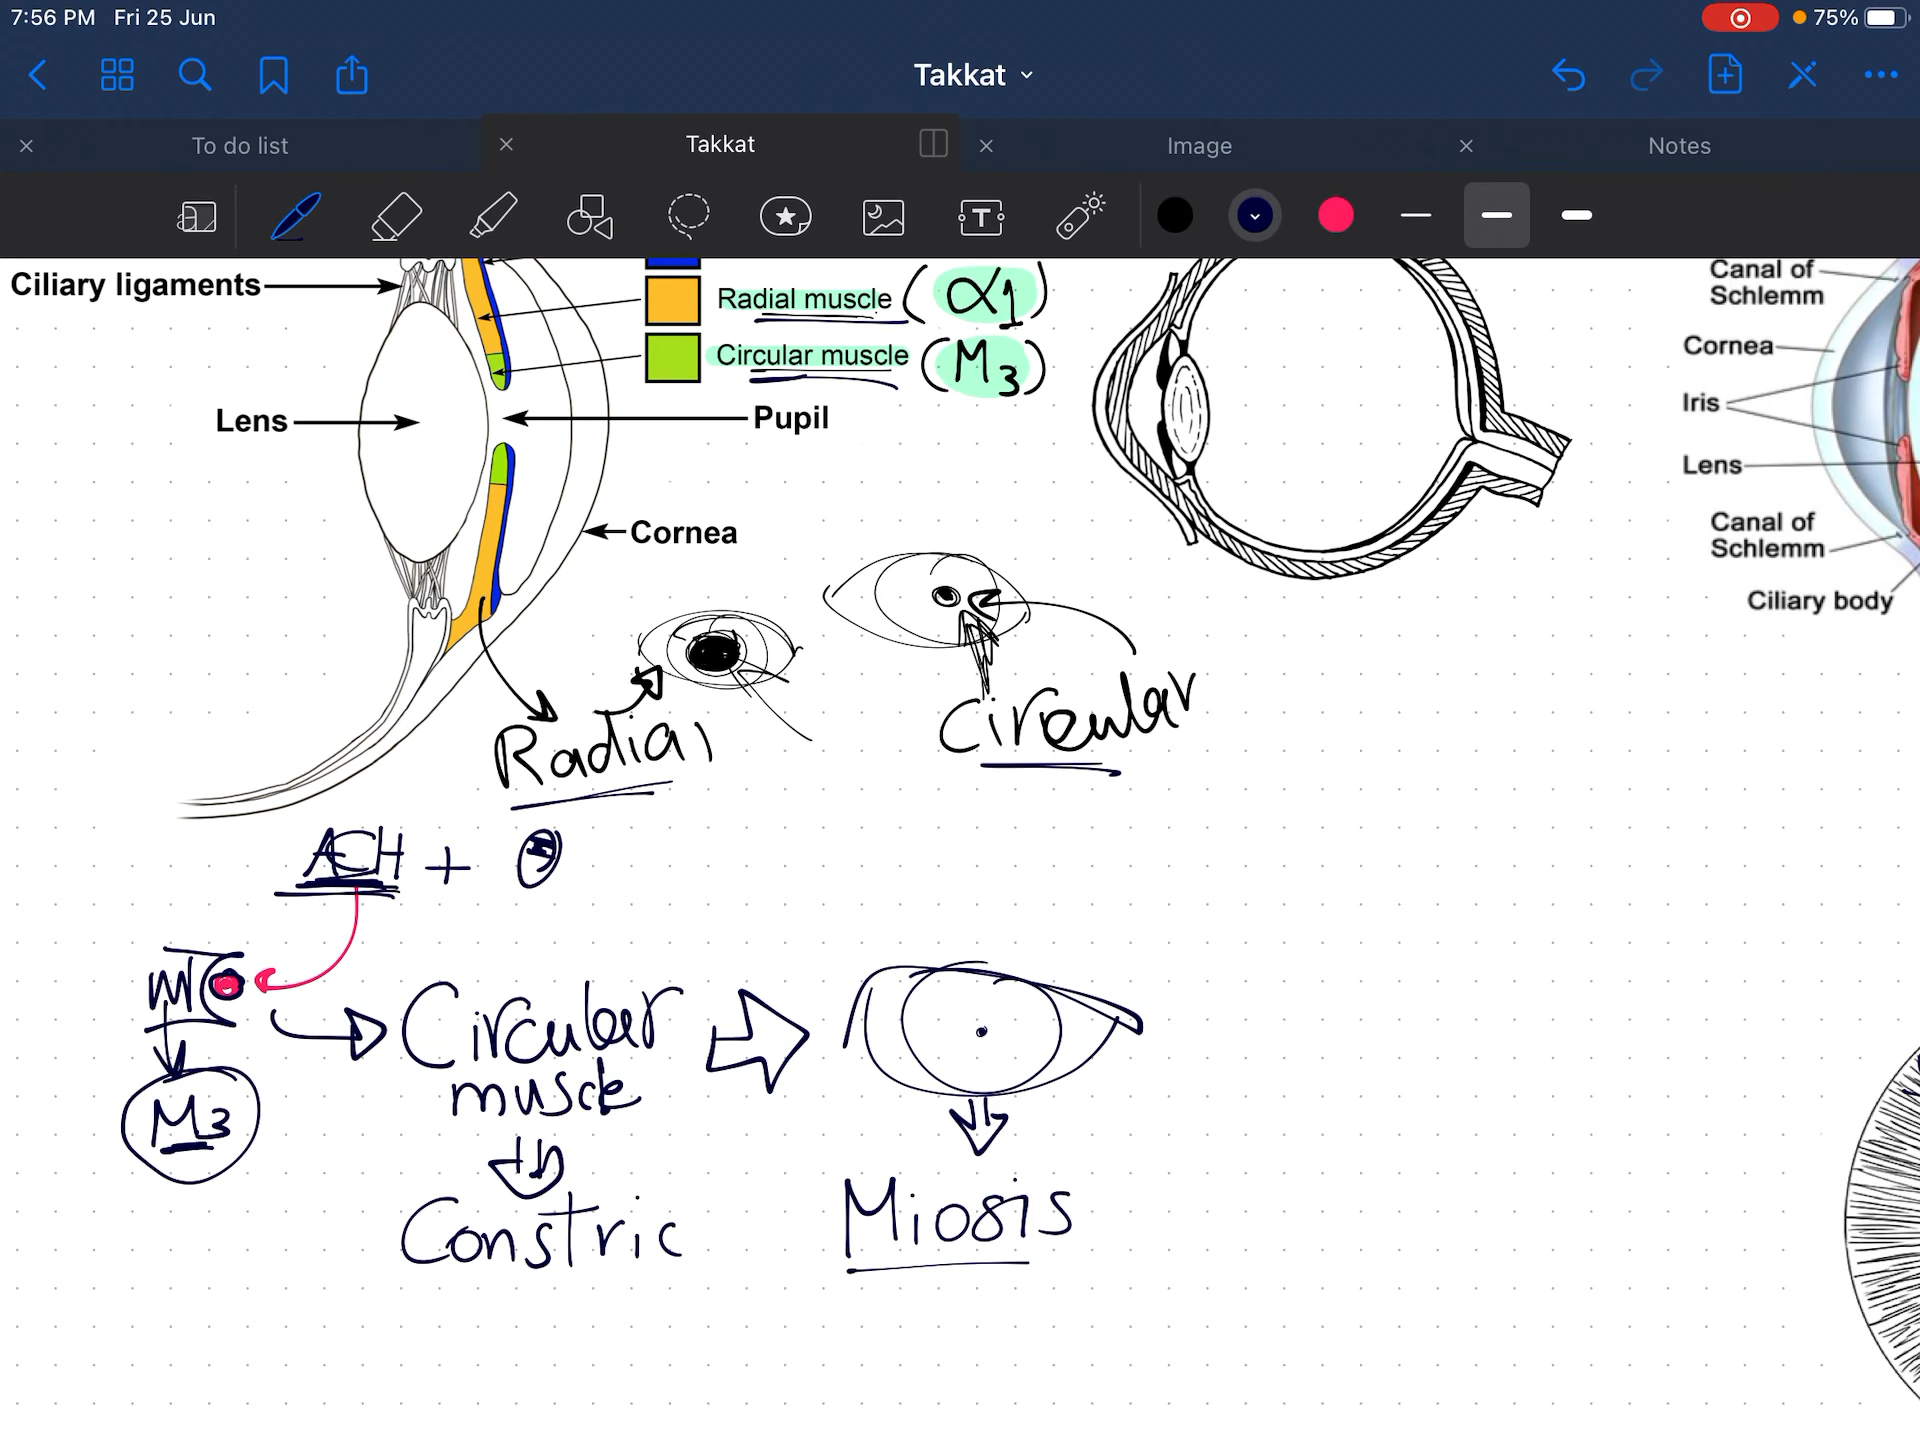 7:56 PM Fri 25 Jun
75%
Takkat
To do list
Takkat
Image
Notes
Ciliary ligaments
Radial muscle (α1)
Circular muscle (M3)
Lens
Pupil
Cornea
Canal of
Schlemm
Cornea
Iris
Lens
Canal of
Schlemm
Ciliary body
Radial
Circular
ACH +
M3
Circular
muscle
Constric
Miosis